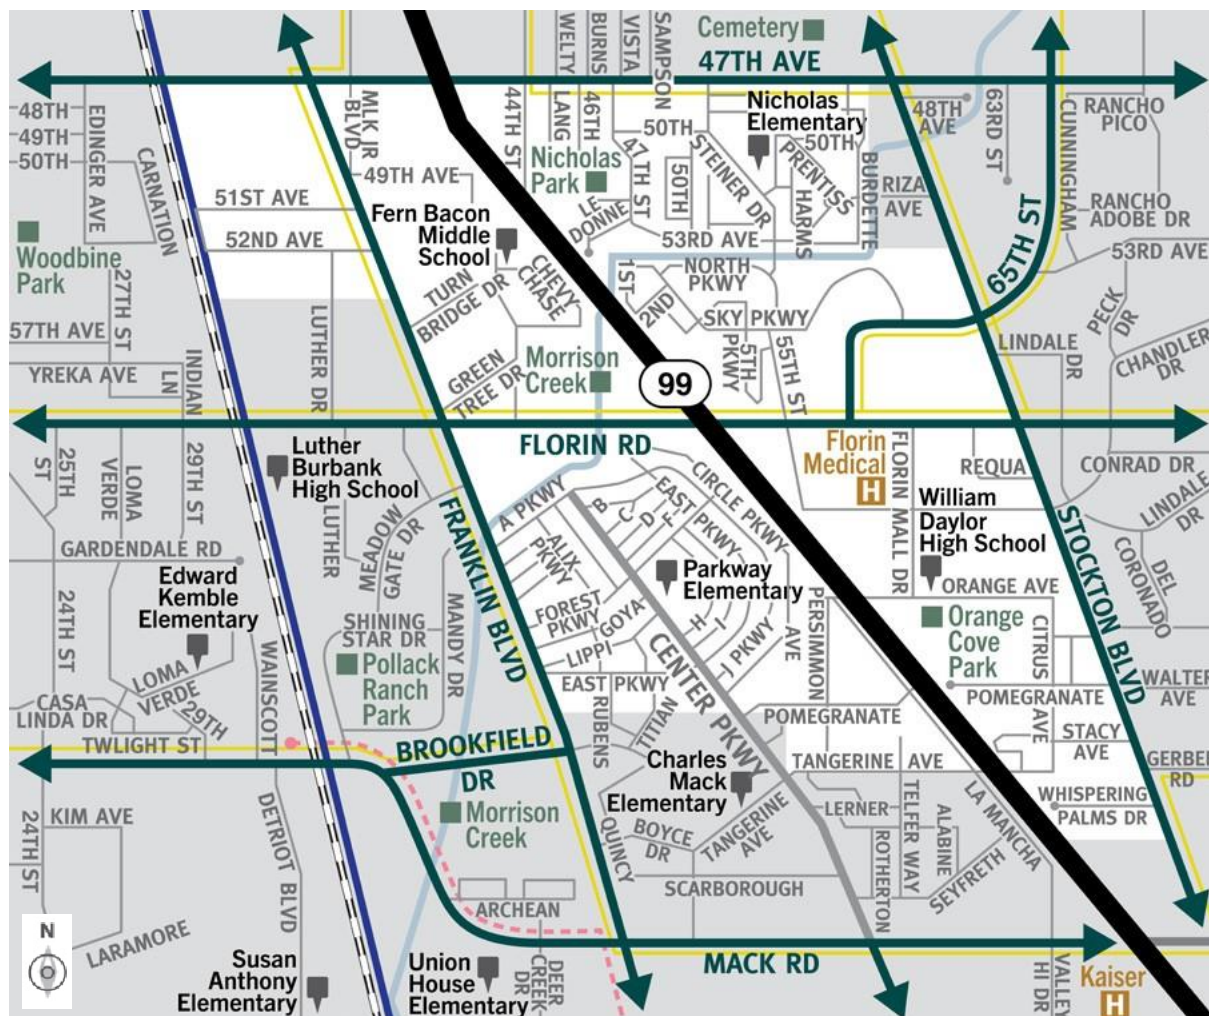 Cemetery
47TH AVE
WELTY
BURNS
VISTA
SAMPSON
48TH
49TH
50TH
EDINGER AVE
CARNATION
MLK JR
BLVD
44TH ST
LANG
46TH
50TH
47TH ST
Nicholas
Elementary
50TH
PRENTISS
STEINER DR
HARMS
BURDETTE
48TH
AVE
63RD ST
CUNNINGHAM
RANCHO
PICO
RIZA
AVE
RANCHO
ADOBE DR
53RD AVE
49TH AVE
Nicholas
Park
50TH
LE
DONNE
53RD AVE
51ST AVE
52ND AVE
Fern Bacon
Middle
School
Woodbine
Park
27TH ST
57TH AVE
YREKA AVE
INDIAN
LN
LUTHER DR
TURN
BRIDGE DR
CHEVY
CHASE
GREEN
TREE DR
Morrison
Creek
1ST
2ND
NORTH
PKWY
SKY PKWY
5TH
PKWY
55TH ST
65TH ST
LINDALE
DR
PECK
DR
CHANDLER
DR
99
FLORIN RD
Florin
Medical
H
FLORIN MALL DR
REQUA
CONRAD DR
LINDALE
DR
25TH
ST
LOMA
VERDE
29TH ST
Luther
Burbank
High School
LUTHER
MEADOW
GATE DR
FRANKLIN BLVD
A PKWY
B
C
D
F
EAST PKWY
CIRCLE PKWY
William
Daylor
High School
STOCKTON BLVD
DEL
CORONADO
GARDENDALE RD
Edward
Kemble
Elementary
24TH ST
ALIX
PKWY
FOREST
PKWY
GOYA
LIPPI
Parkway
Elementary
H
I
J PKWY
AVE
PERSIMMON
ORANGE AVE
Orange
Cove
Park
CITRUS
AVE
SHINING
STAR DR
MANDY DR
Pollack
Ranch
Park
WAINSCOTT
LOMA
VERDE
29TH
CASA
LINDA DR
TWLIGHT ST
EAST PKWY
RUBENS
TITIAN
CENTER PKWY
POMEGRANATE
POMEGRANATE
WALTER
AVE
STACY
AVE
GERBER
RD
BROOKFIELD
DR
Charles
Mack
Elementary
TANGERINE AVE
LERNER
TELFER WAY
ALABINE
LA MANCHA
WHISPERING
PALMS DR
KIM AVE
24TH ST
DETRIOT BLVD
Morrison
Creek
QUINCY
BOYCE
DR
TANGERINE
AVE
SCARBOROUGH
ROTHERTON
SEYFRETH
ARCHEAN
N
LARAMORE
Susan
Anthony
Elementary
Union
House
Elementary
DEER
CREEK
DR
MACK RD
VALLEY
HI DR
Kaiser
H